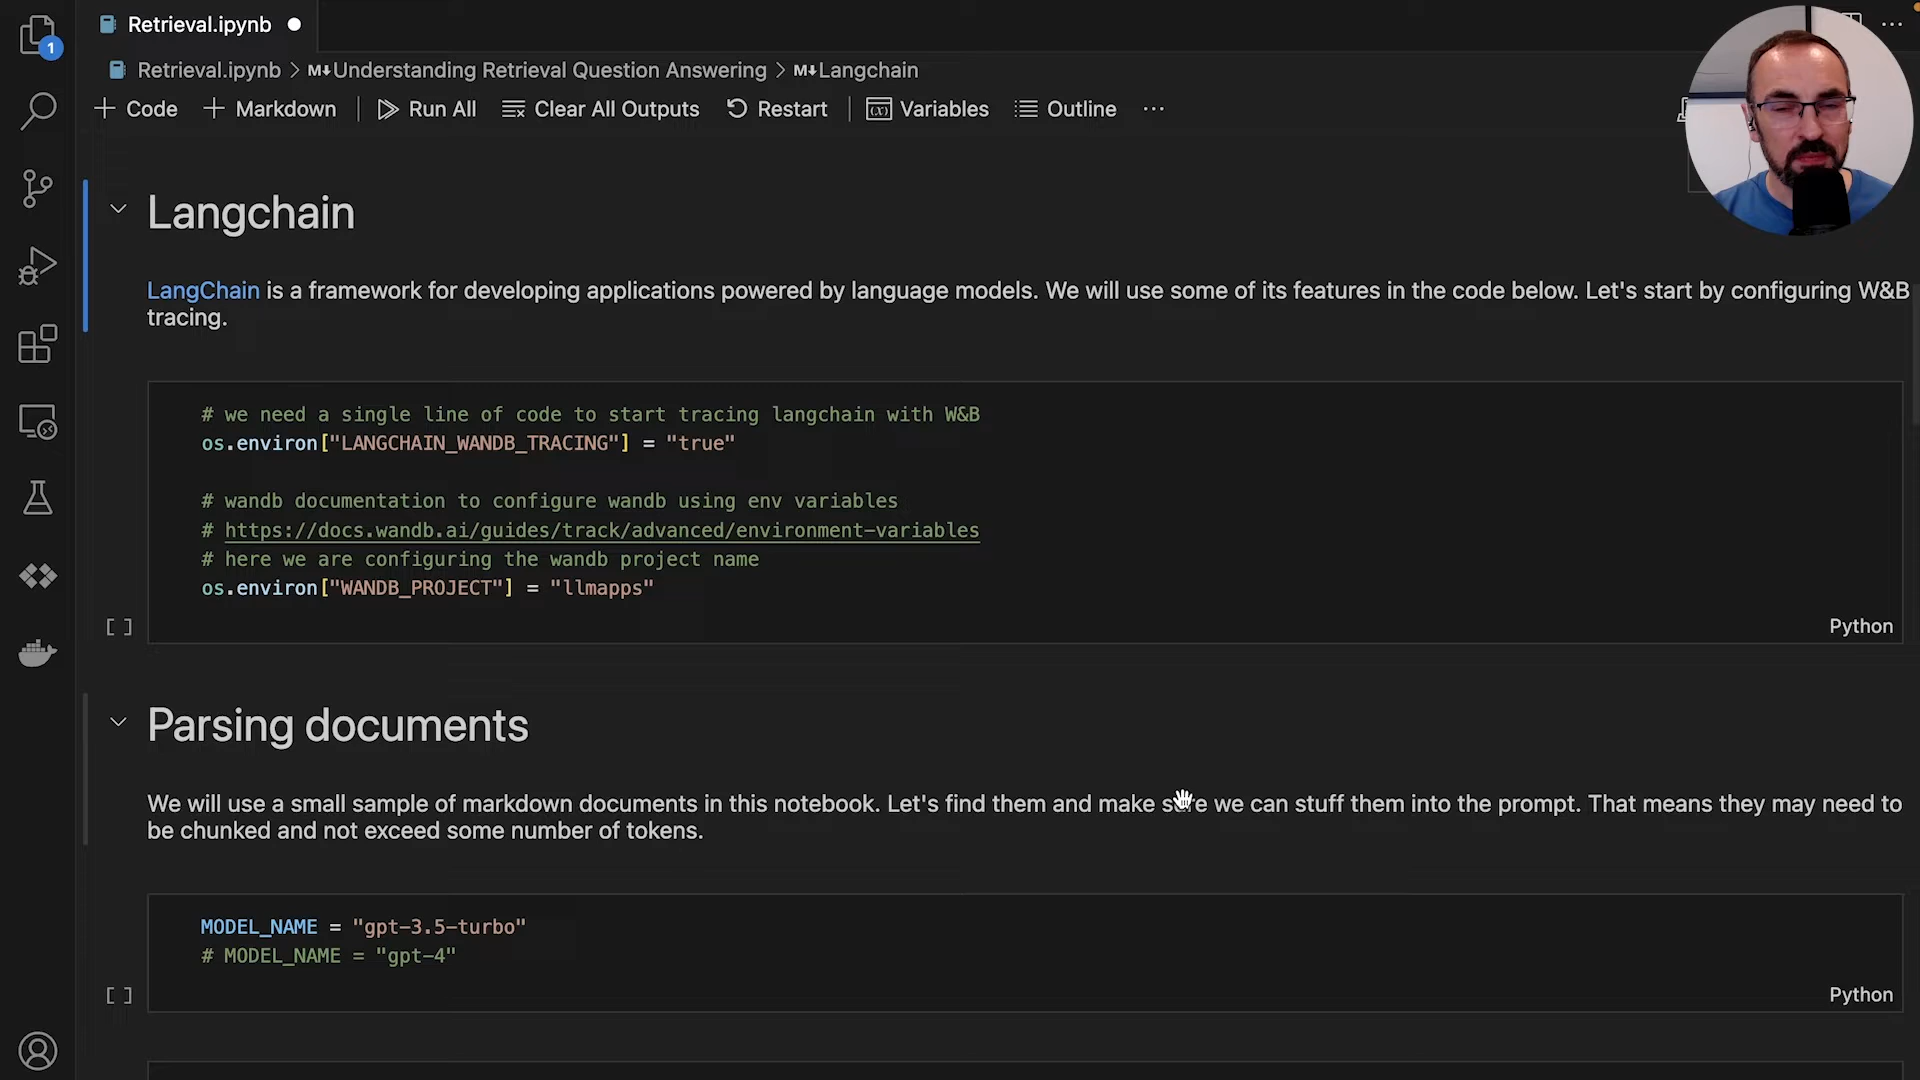 1
Retrieval.ipynb
Retrieval.ipynb > M↓Understanding Retrieval Question Answering > M↓Langchain
+ Code + Markdown Run All Clear All Outputs Restart (x) Variables Outline ···
Langchain
LangChain is a framework for developing applications powered by language models. We will use some of its features in the code below. Let's start by configuring W&B
tracing.
# we need a single line of code to start tracing langchain with W&B
os.environ["LANGCHAIN_WANDB_TRACING"] = "true"
# wandb documentation to configure wandb using env variables
# https://docs.wandb.ai/guides/track/advanced/environment-variables
# here we are configuring the wandb project name
os.environ["WANDB_PROJECT"] = "llmapps"
[ ]
Python
Parsing documents
We will use a small sample of markdown documents in this notebook. Let's find them and make sure we can stuff them into the prompt. That means they may need to
be chunked and not exceed some number of tokens.
MODEL_NAME = "gpt-3.5-turbo"
# MODEL_NAME = "gpt-4"
[ ]
Python